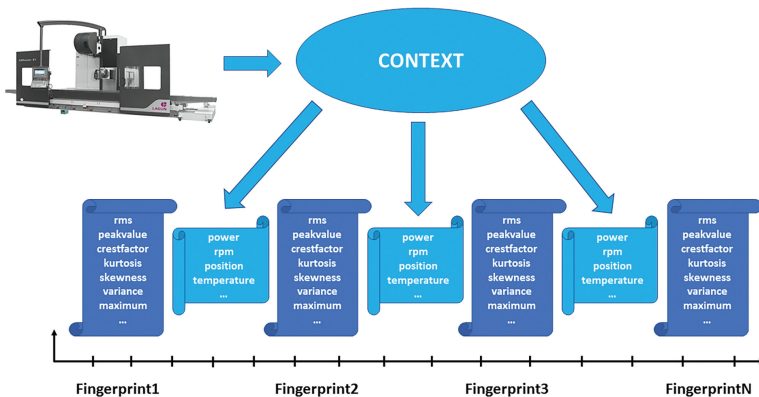 CONTEXT
rms
peakvalue
crestfactor
kurtosis
skewness
variance
maximum
...
power
rpm
position
temperature
...
rms
peakvalue
crestfactor
kurtosis
skewness
variance
maximum
...
power
rpm
position
temperature
...
rms
peakvalue
crestfactor
kurtosis
skewness
variance
maximum
...
power
rpm
position
temperature
...
rms
peakvalue
crestfactor
kurtosis
skewness
variance
maximum
...
Fingerprint1
Fingerprint2
Fingerprint3
FingerprintN